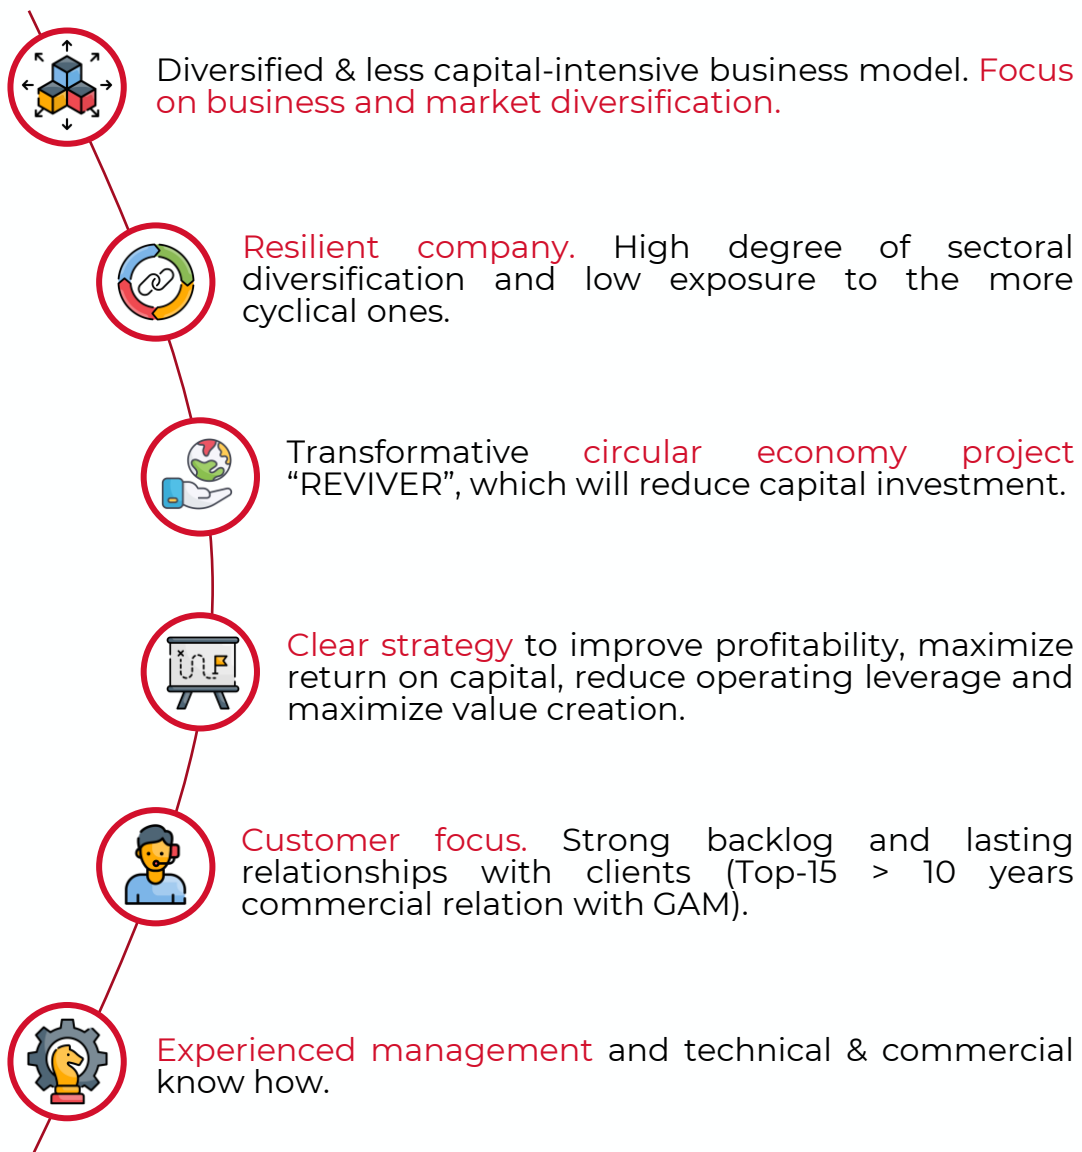 Diversified & less capital-intensive business model. Focus
on business and market diversification.
Resilient company. High degree of sectoral
diversification and low exposure to the more
cyclical ones.
Transformative circular economy project
“REVIVER”, which will reduce capital investment.
Clear strategy to improve profitability, maximize
return on capital, reduce operating leverage and
maximize value creation.
Customer focus. Strong backlog and lasting
relationships with clients (Top-15 > 10 years
commercial relation with GAM).
Experienced management and technical & commercial
know how.